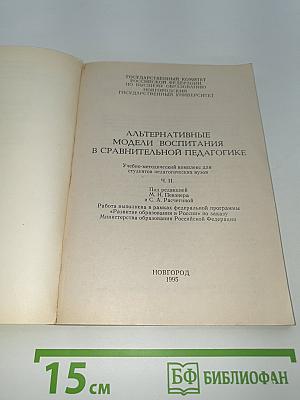 ГОСУДАРСТВЕННЫЙ КОМИТЕТ
РОССИЙСКОЙ ФЕДЕРАЦИИ
ПО ВЫСШЕМУ ОБРАЗОВАНИЮ
НОВГОРОДСКИЙ
ГОСУДАРСТВЕННЫЙ УНИВЕРСИТЕТ
АЛЬТЕРНАТИВНЫЕ
МОДЕЛИ ВОСПИТАНИЯ
В СРАВНИТЕЛЬНОЙ ПЕДАГОГИКЕ
Учебно-методический комплекс для
студентов педагогических вузов
Ч. II.
Под редакцией
М. Н. Певзнера
и С. А. Расчетиной
Работа выполнена в рамках федеральной программы
«Развитие образования в России» по заказу
Министерства образования Российской Федерации
НОВГОРОД
1995
15 см
БФ БИБЛИОФАН